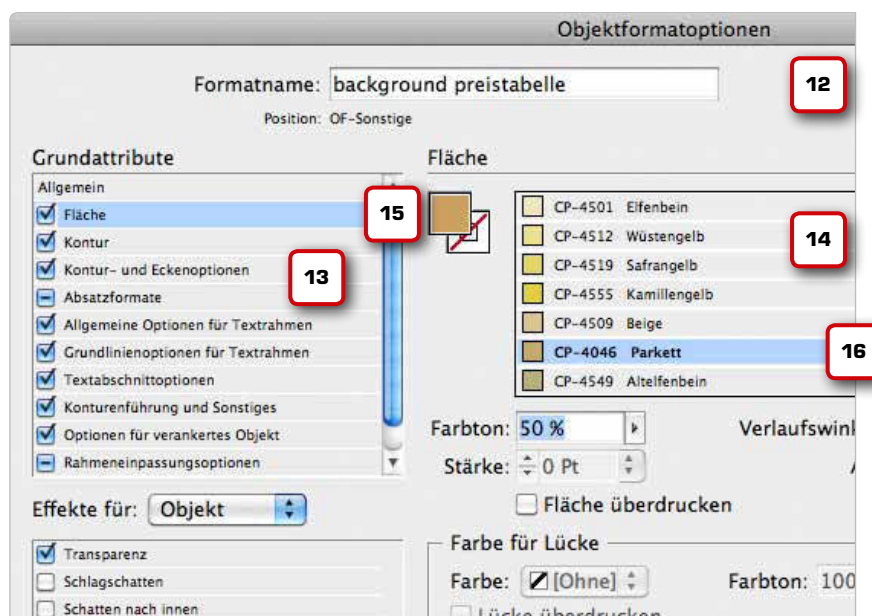 Objektformatoptionen
Formatname: background preistabelle
12
Position: OF-Sonstige
Grundattribute
Allgemein
Fläche
Kontur
Kontur- und Eckenoptionen
Absatzformate
Allgemeine Optionen für Textrahmen
Grundlinienoptionen für Textrahmen
Textabschnittoptionen
Konturenführung und Sonstiges
Optionen für verankertes Objekt
Rahmeneinpassungsoptionen
13
15
Effekte für: Objekt
Transparenz
Schlagschatten
Schatten nach innen
Fläche
CP-4501 Elfenbein
CP-4512 Wüstengelb
CP-4519 Safrangelb
CP-4555 Kamillengelb
CP-4509 Beige
CP-4046 Parkett
CP-4549 Altelfenbein
14
16
Farbton: 50 %
Verlaufswink
Stärke: 0 Pt
Fläche überdrucken
Farbe für Lücke
Farbe: [Ohne]
Farbton: 100
Lücke überdrucken